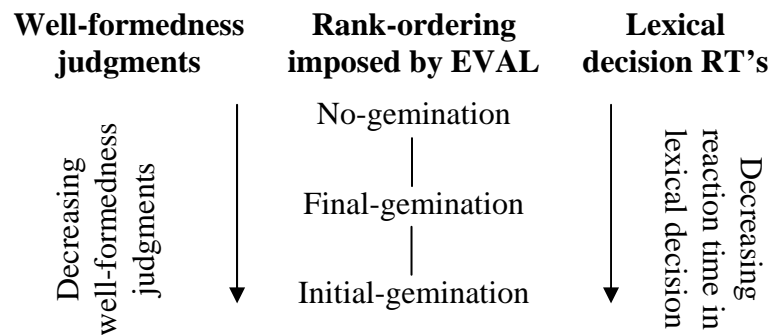 Well-formedness
judgments
Rank-ordering
imposed by EVAL
Lexical
decision RT's
Decreasing
well-formedness
judgments
No-gemination
Final-gemination
Initial-gemination
Decreasing
reaction time in
lexical decision